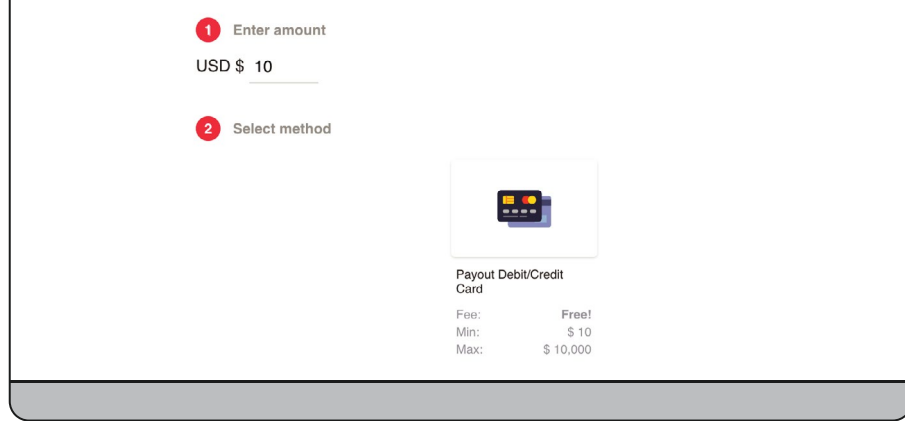 1 Enter amount
USD $ 10
2 Select method
Payout Debit/Credit
Card
Fee: Free!
Min: $ 10
Max: $ 10,000